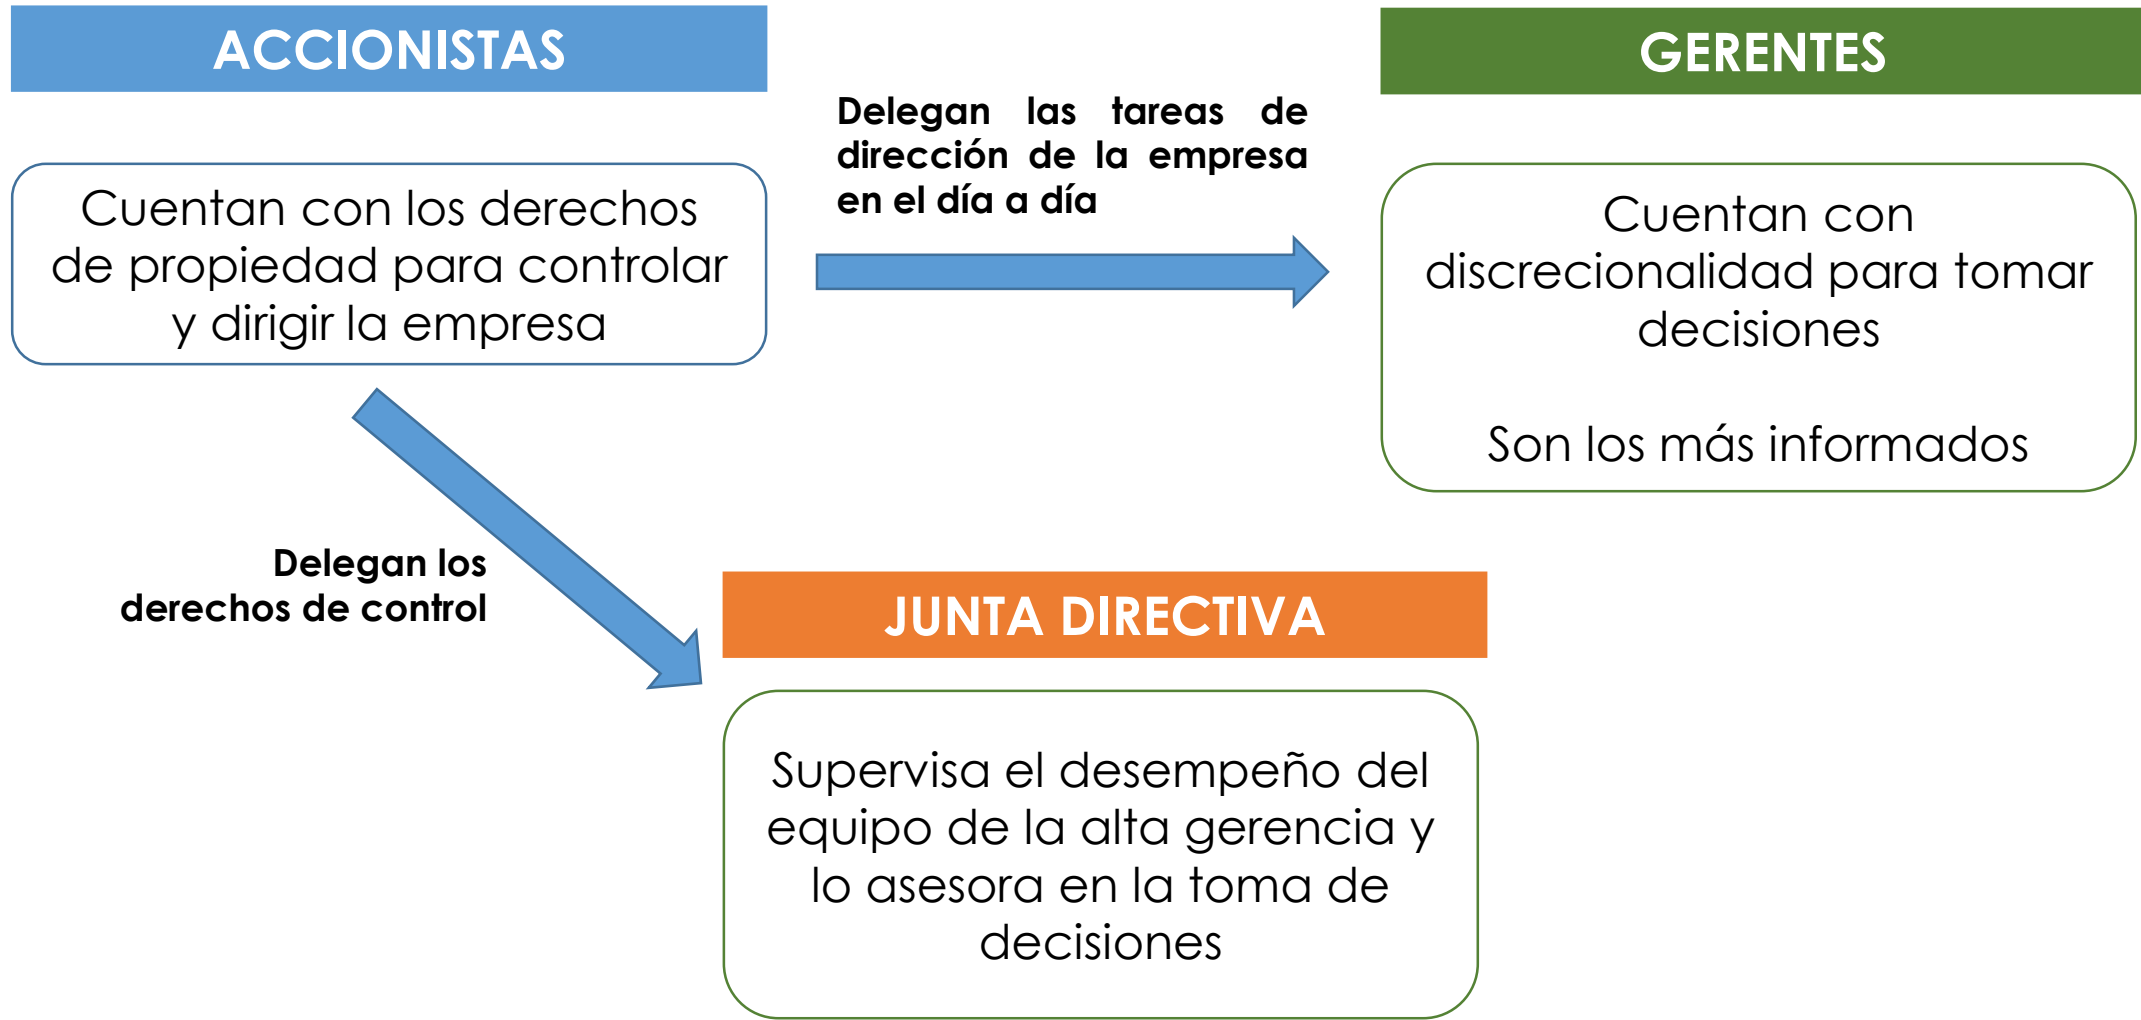 ACCIONISTAS
Cuentan con los derechos
de propiedad para controlar
y dirigir la empresa
Delegan las tareas de
dirección de la empresa
en el día a día
GERENTES
Cuentan con
discrecionalidad para tomar
decisiones
Son los más informados
Delegan los
derechos de control
JUNTA DIRECTIVA
Supervisa el desempeño del
equipo de la alta gerencia y
lo asesora en la toma de
decisiones